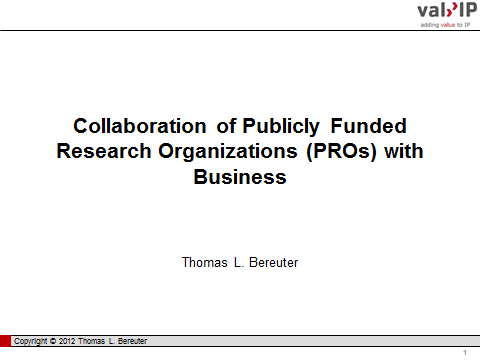 val IP
adding value to IP
Collaboration of Publicly Funded
Research Organizations (PROs) with
Business
Thomas L. Bereuter
Copyright © 2012 Thomas L. Bereuter
1